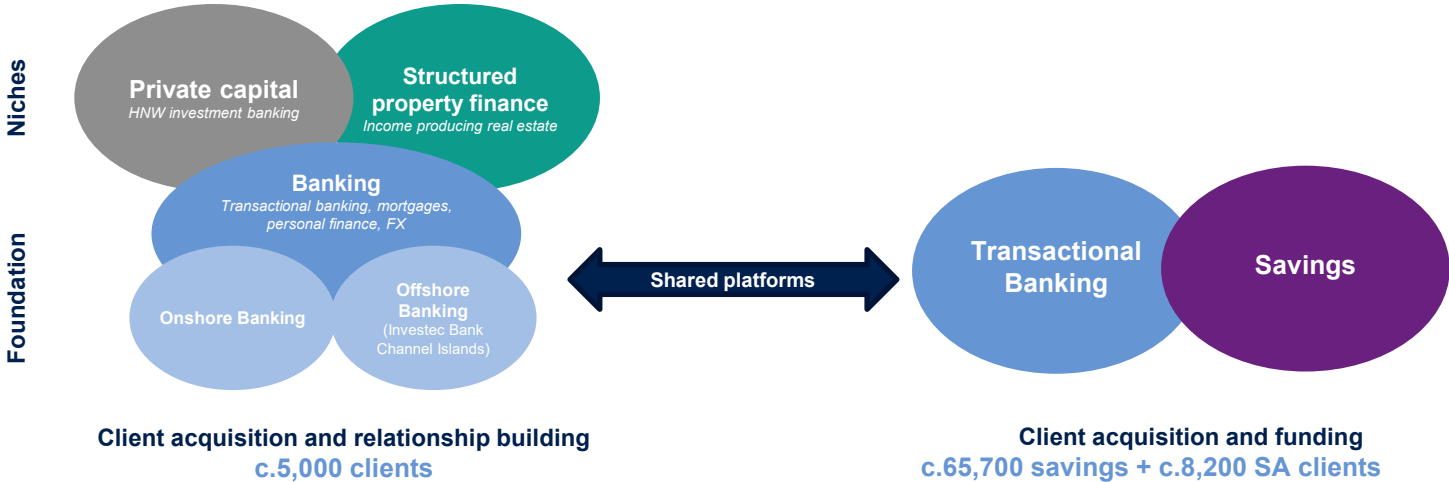 Niches
Private capital
HNW investment banking
Structured
property finance
Income producing real estate
Foundation
Banking
Transactional banking, mortgages,
personal finance, FX
Onshore Banking
Offshore
Banking
(Investec Bank
Channel Islands)
Client acquisition and relationship building
c.5,000 clients
Shared platforms
Transactional
Banking
Savings
Client acquisition and funding
c.65,700 savings + c.8,200 SA clients